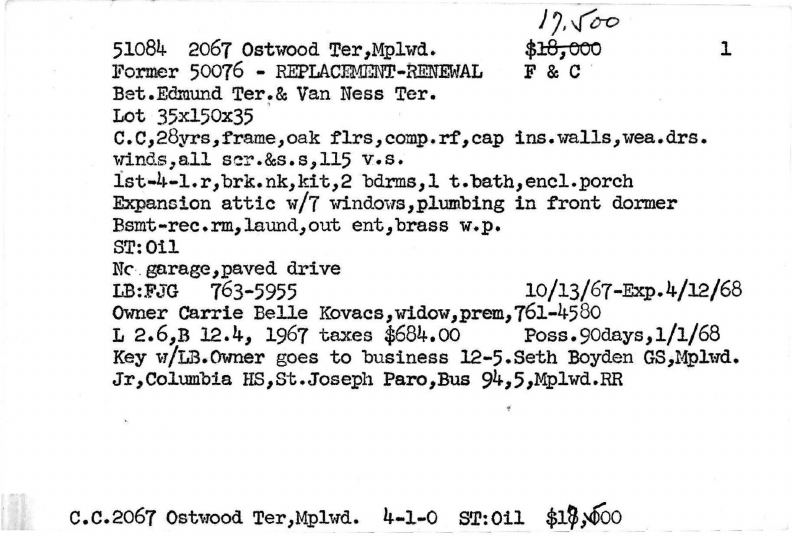 17,500
51084 2067 Ostwood Ter,Mplwd. $18,000 1
Former 50076 - REPLACEMENT-RENEWAL F & C
Bet.Edmund Ter.& Van Ness Ter.
Lot 35x150x35
C.C,28yrs,frame,oak flrs,comp.rf,cap ins.walls,wea.drs.
winds,all scr.&s.s,115 v.s.
1st-4-l.r,brk.nk,kit,2 bdrms,1 t.bath,encl.porch
Expansion attic w/7 windows,plumbing in front dormer
Bsmt-rec.rm,laund,out ent,brass w.p.
ST:Oil
No garage,paved drive
LB:FJG 763-5955 10/13/67-Exp.4/12/68
Owner Carrie Belle Kovacs,widow,prem,761-4580
L 2.6,B 12.4, 1967 taxes $684.00 Poss.90days,1/1/68
Key w/LB.Owner goes to business 12-5.Seth Boyden GS,Mplwd.
Jr,Columbia HS,St.Joseph Paro,Bus 94,5,Mplwd.RR
C.C.2067 Ostwood Ter,Mplwd. 4-1-0 ST:Oil $17,500